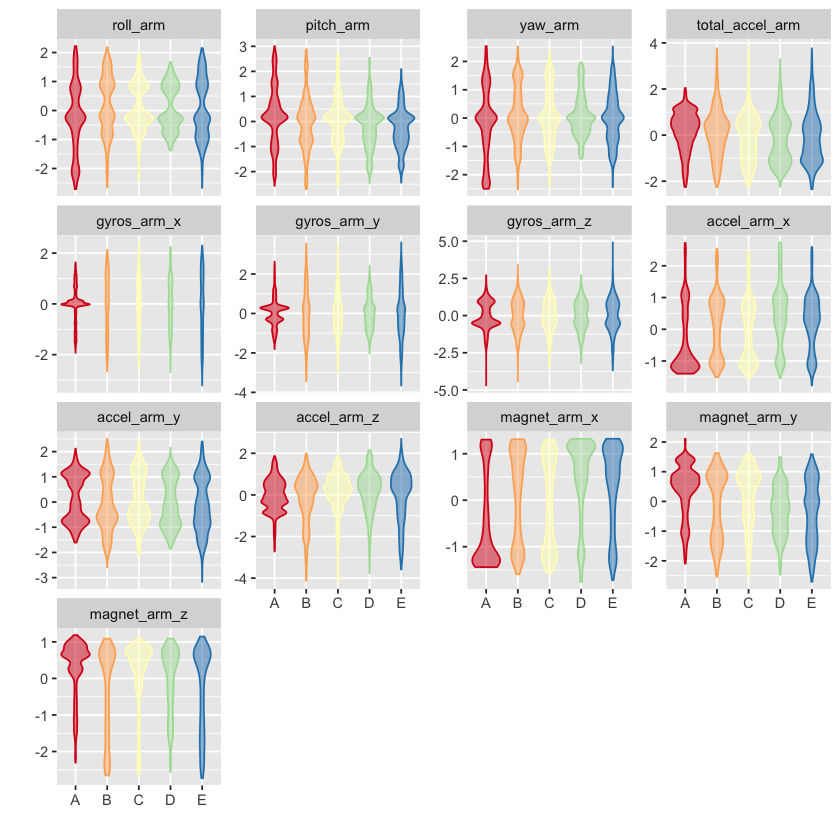 roll_arm pitch_arm yaw_arm total_accel_arm
2 1 0 -1 -2
3 2 1 0 -1 -2
2 1 0 -1 -2
4 2 0 -2
gyros_arm_x gyros_arm_y gyros_arm_z accel_arm_x
2 0 -2
2 0 -2 -4
5.0 2.5 0.0 -2.5 -5.0
2 1 0 -1
accel_arm_y accel_arm_z magnet_arm_x magnet_arm_y
2 1 0 -1 -2 -3
2 0 -2 -4
1 0 -1
2 1 0 -1 -2
A B C D E A B C D E A B C D E
magnet_arm_z
1 0 -1 -2
A B C D E